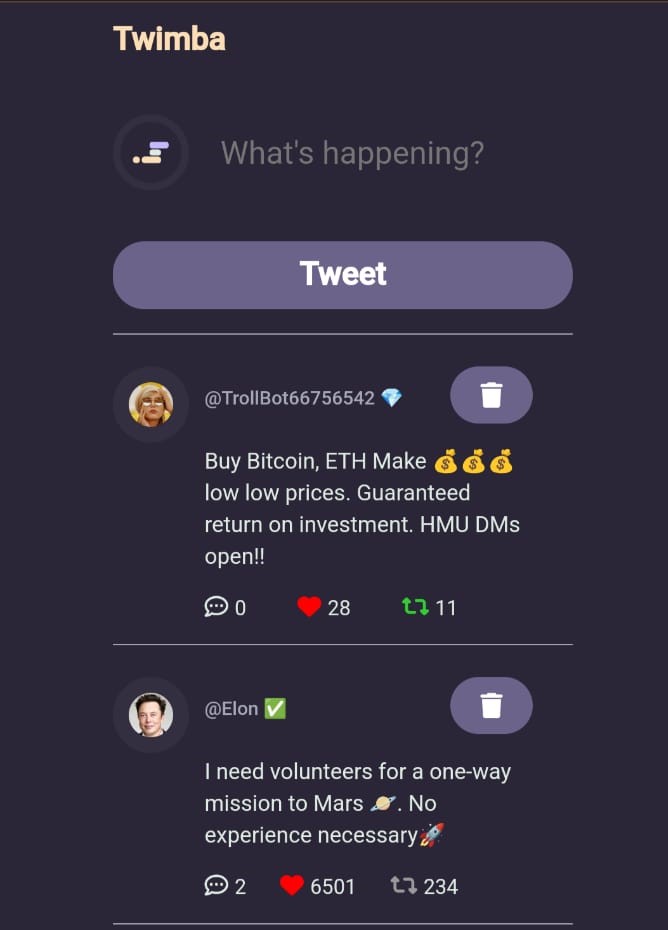 Twimba
What's happening?
Tweet
@TrollBot66756542 💎
Buy Bitcoin, ETH Make 💰💰💰
low low prices. Guaranteed
return on investment. HMU DMs
open!!
0 28 11
@Elon ✅
I need volunteers for a one-way
mission to Mars 🪐. No
experience necessary🚀
2 6501 234